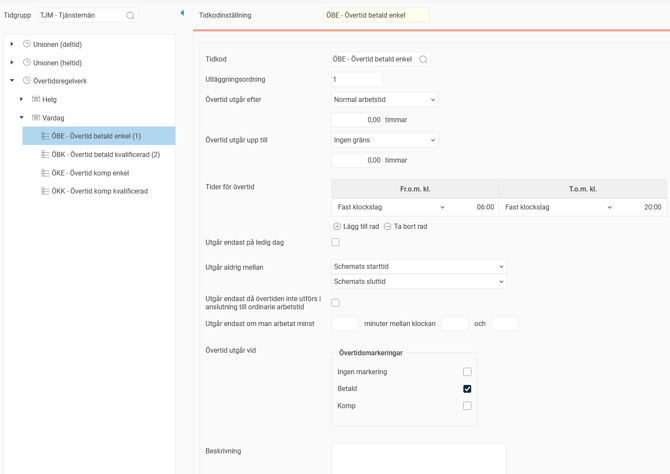 Tidgrupp TJM - Tjänstemän
Tidkodinställning ÖBE - Övertid betald enkel
Unionen (deltid)
Unionen (heltid)
Övertidsregelverk
Helg
Vardag
ÖBE - Övertid betald enkel (1)
ÖBK - Övertid betald kvalificerad (2)
ÖKE - Övertid komp enkel
ÖKK - Övertid komp kvalificerad
Tidkod ÖBE - Övertid betald enkel
Utläggningsordning 1
Övertid utgår efter Normal arbetstid
0,00 timmar
Övertid utgår upp till Ingen gräns
0,00 timmar
Tider för övertid Fr.o.m. kl. T.o.m. kl.
Fast klockslag 06:00 Fast klockslag 20:00
Lägg till rad Ta bort rad
Utgår endast på ledig dag
Utgår aldrig mellan Schemats starttid
Schemats sluttid
Utgår endast då övertiden inte utförs i
anslutning till ordinarie arbetstid
Utgår endast om man arbetat minst minuter mellan klockan och
Övertid utgår vid Övertidsmarkeringar
Ingen markering
Betald
Komp
Beskrivning